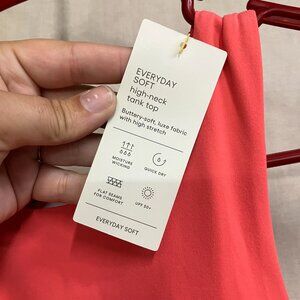 EVERYDAY
SOFT
high-neck
tank top
Buttery-soft, luxe fabric
with high stretch
MOISTURE
WICKING
QUICK DRY
FLAT SEAMS
FOR COMFORT
UPF 50+
EVERYDAY SOFT